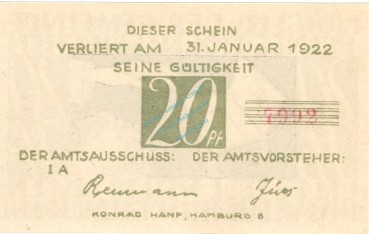 DIESER SCHEIN
VERLIERT AM 31. JANUAR 1922
SEINE GÜLTIGKEIT
20 Pf
7992
DER AMTSAUSSCHUSS: DER AMTSVORSTEHER:
I A
KONRAD HANF, HAMBURG 8